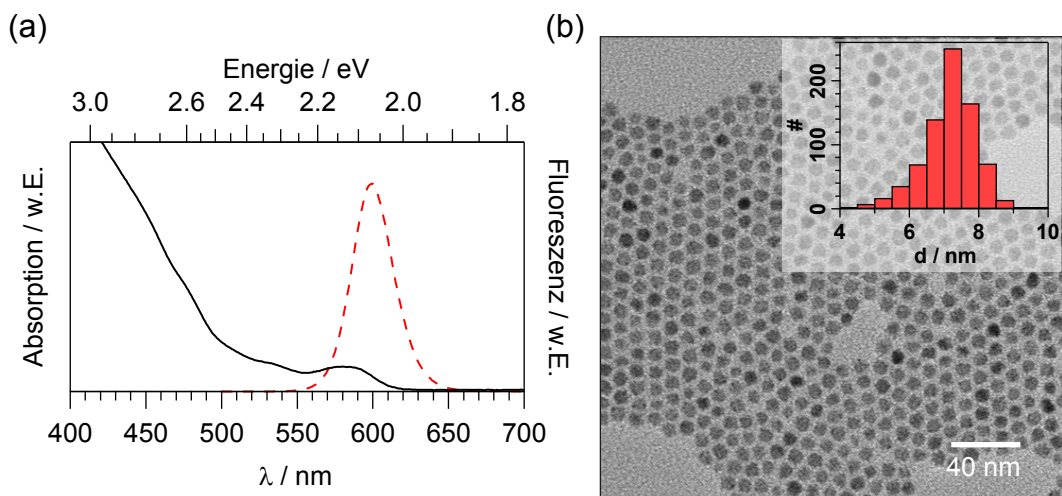 (a)
Energie / eV
3.0 2.6 2.4 2.2 2.0 1.8
Absorption / w.E.
Fluoreszenz / w.E.
400 450 500 550 600 650 700
λ / nm
(b)
#
200
100
0
4 6 8 10
d / nm
40 nm